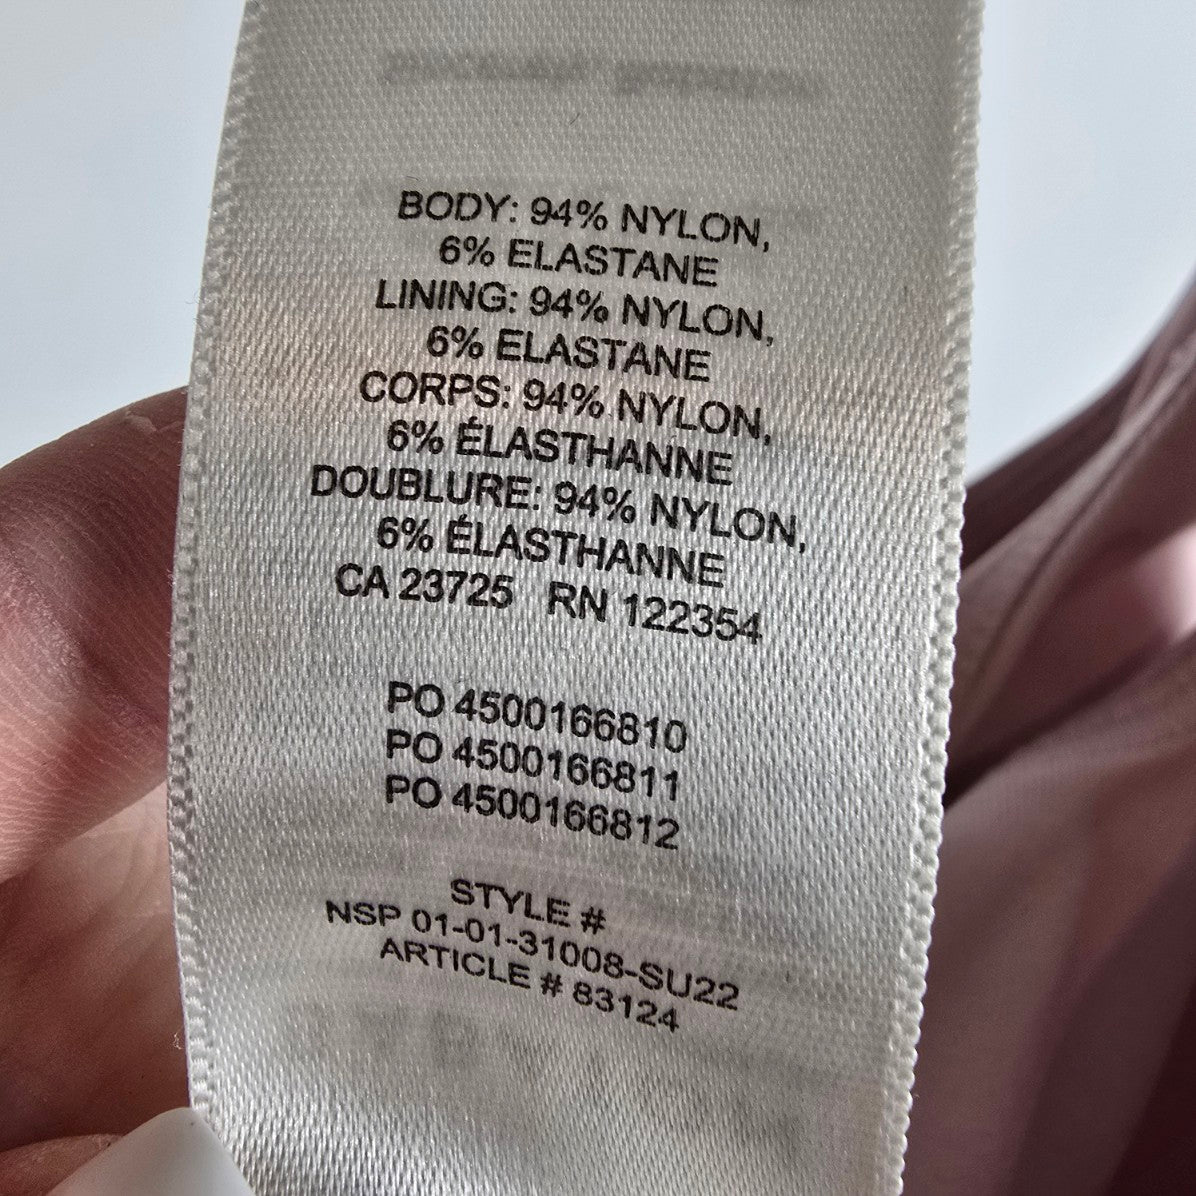 BODY: 94% NYLON,
6% ELASTANE
LINING: 94% NYLON,
6% ELASTANE
CORPS: 94% NYLON,
6% ÉLASTHANNE
DOUBLURE: 94% NYLON,
6% ÉLASTHANNE
CA 23725 RN 122354
PO 4500166810
PO 4500166811
PO 4500166812
STYLE #
NSP 01-01-31008-SU22
ARTICLE # 83124